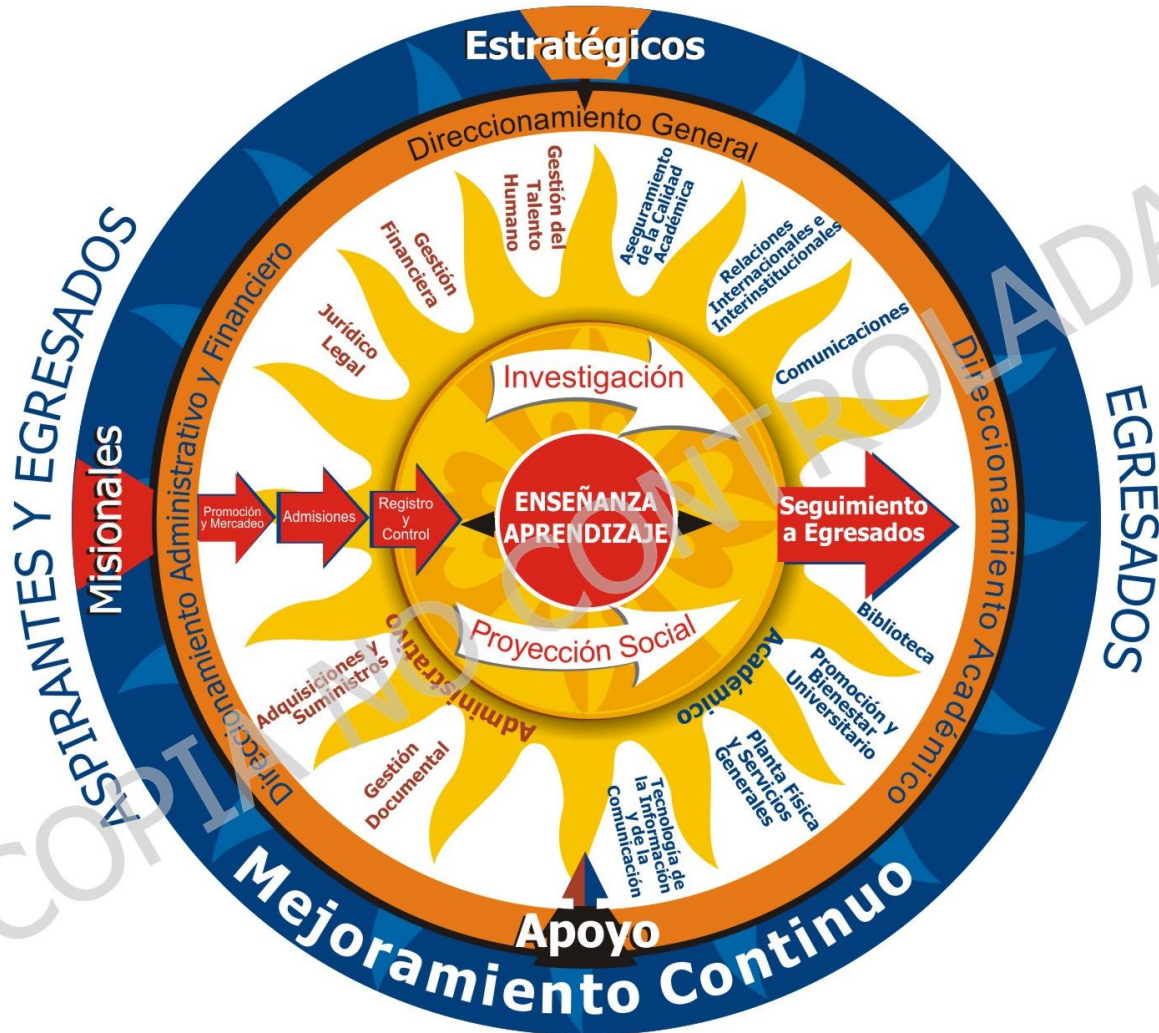 Estratégicos
Direccionamiento General
Direccionamiento Administrativo y Financiero
Direccionamiento Académico
ASPIRANTES Y EGRESADOS
Misionales
EGRESADOS
Jurídico
Legal
Gestión
Financiera
Gestión del
Talento
Humano
Aseguramiento
de la Calidad
Académica
Relaciones
Internacionales e
Interinstitucionales
Comunicaciones
Investigación
Promoción
y Mercadeo
Admisiones
Registro
y
Control
ENSEÑANZA
APRENDIZAJE
Seguimiento
a Egresados
Proyección Social
Administrativo
Académico
Adquisiciones y
Suministros
Gestión
Documental
Tecnología de
la Información
y de la
Comunicación
Planta Física
y Servicios
Generales
Promoción y
Bienestar
Universitario
Biblioteca
Apoyo
Mejoramiento Continuo
COPIA NO CONTROLADA